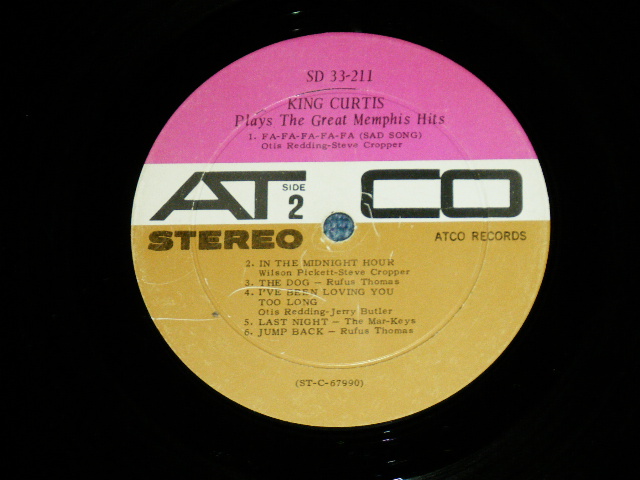 SD 33-211
KING CURTIS
Plays The Great Memphis Hits
1. FA-FA-FA-FA-FA (SAD SONG)
Otis Redding-Steve Cropper
ATCO
SIDE
2
STEREO
ATCO RECORDS
2. IN THE MIDNIGHT HOUR
Wilson Pickett-Steve Cropper
3. THE DOG — Rufus Thomas
4. I'VE BEEN LOVING YOU
TOO LONG
Otis Redding-Jerry Butler
5. LAST NIGHT — The Mar-Keys
6. JUMP BACK — Rufus Thomas
(ST-C-67990)